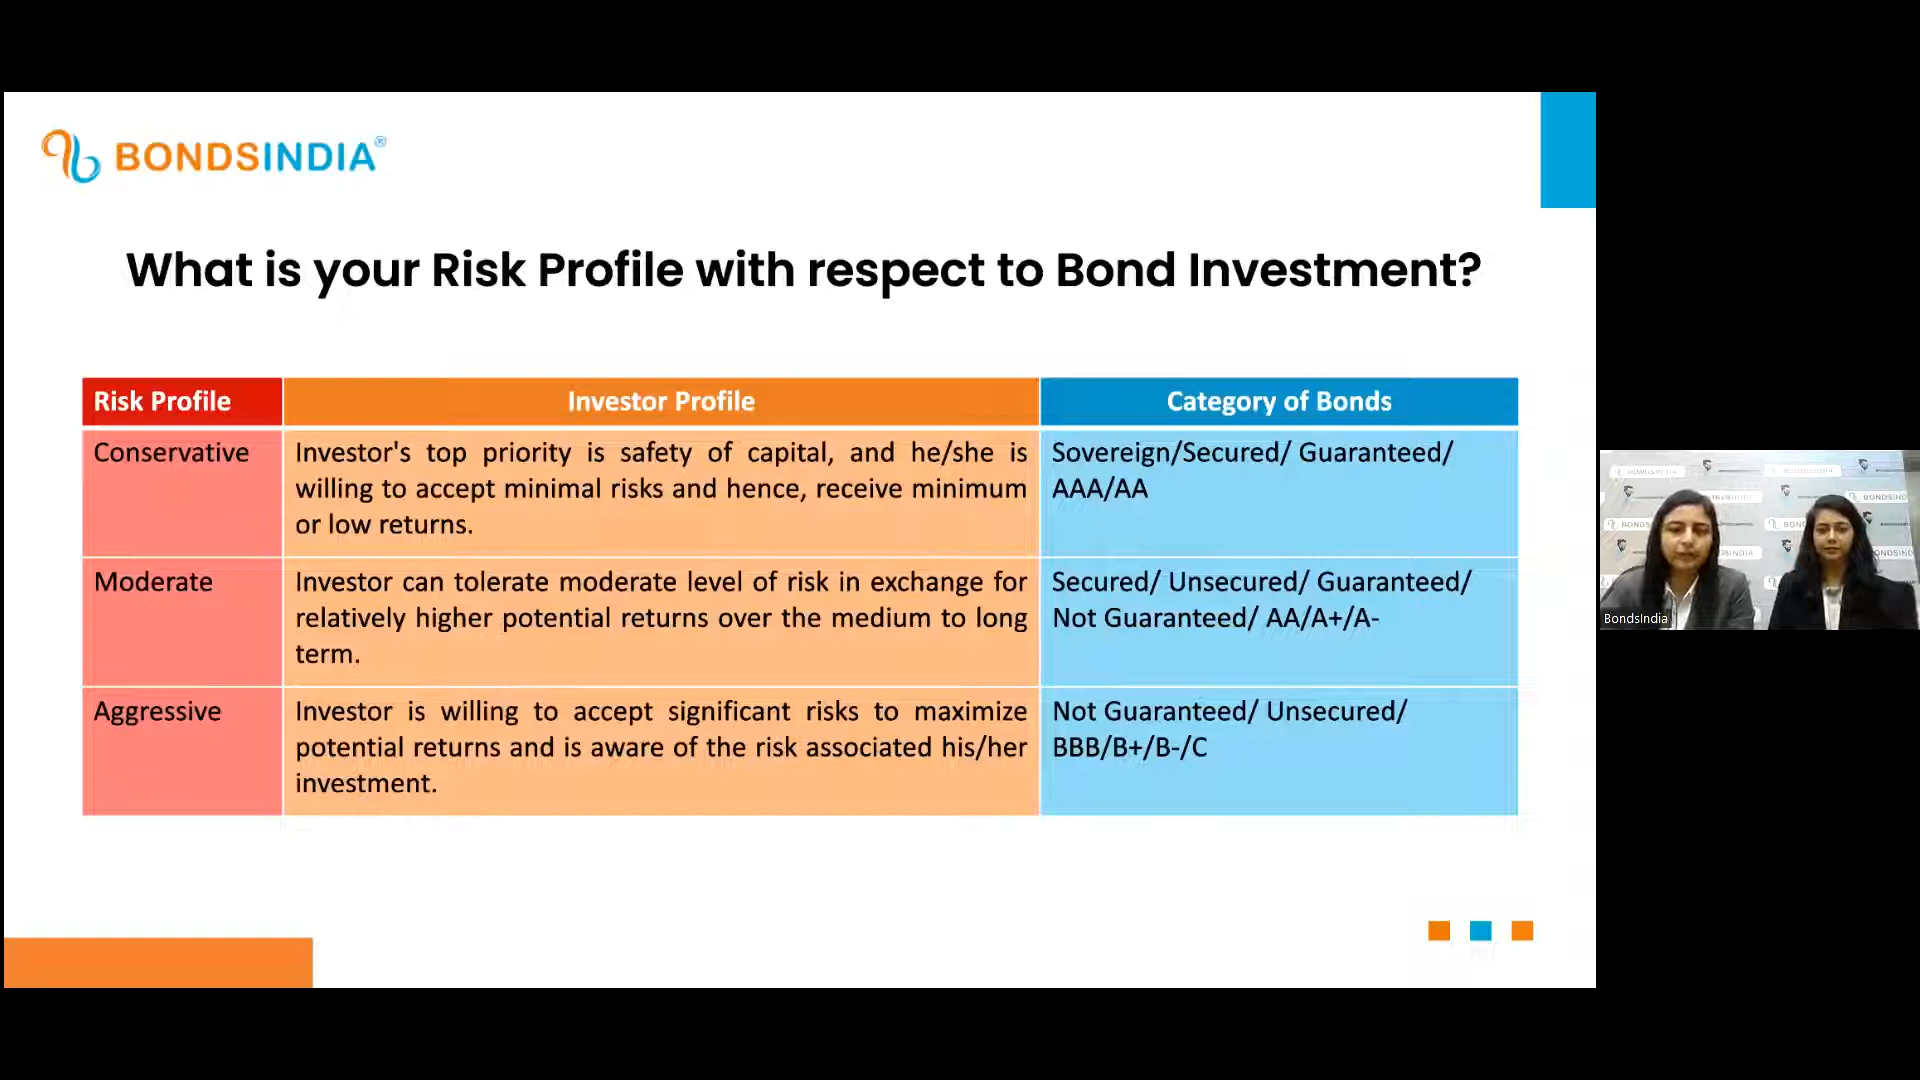 BONDSINDIA®
What is your Risk Profile with respect to Bond Investment?
Risk Profile
Investor Profile
Category of Bonds
Conservative
Investor's top priority is safety of capital, and he/she is
willing to accept minimal risks and hence, receive minimum
or low returns.
Sovereign/Secured/ Guaranteed/
AAA/AA
Moderate
Investor can tolerate moderate level of risk in exchange for
relatively higher potential returns over the medium to long
term.
Secured/ Unsecured/ Guaranteed/
Not Guaranteed/ AA/A+/A-
Aggressive
Investor is willing to accept significant risks to maximize
potential returns and is aware of the risk associated his/her
investment.
Not Guaranteed/ Unsecured/
BBB/B+/B-/C
BondsIndia